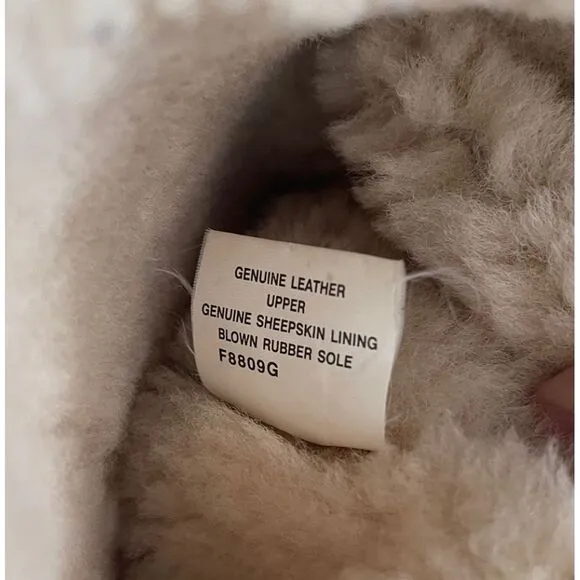 GENUINE LEATHER
UPPER
GENUINE SHEEPSKIN LINING
BLOWN RUBBER SOLE
F8809G